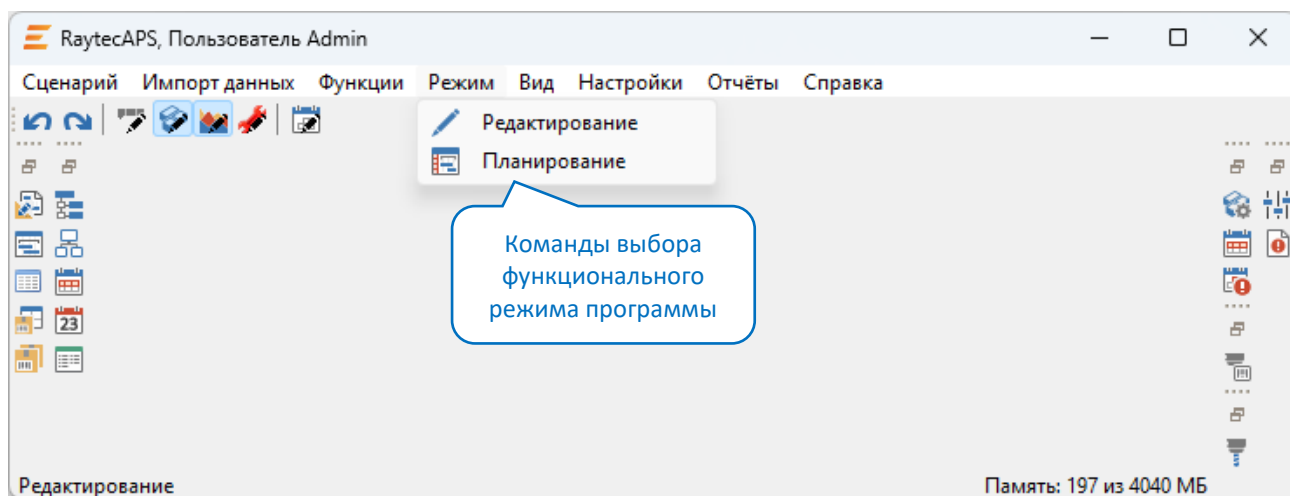 RaytecAPS, Пользователь Admin
Сценарий Импорт данных Функции Режим Вид Настройки Отчёты Справка
Редактирование
Планирование
Команды выбора
функционального
режима программы
23
Редактирование Память: 197 из 4040 МБ